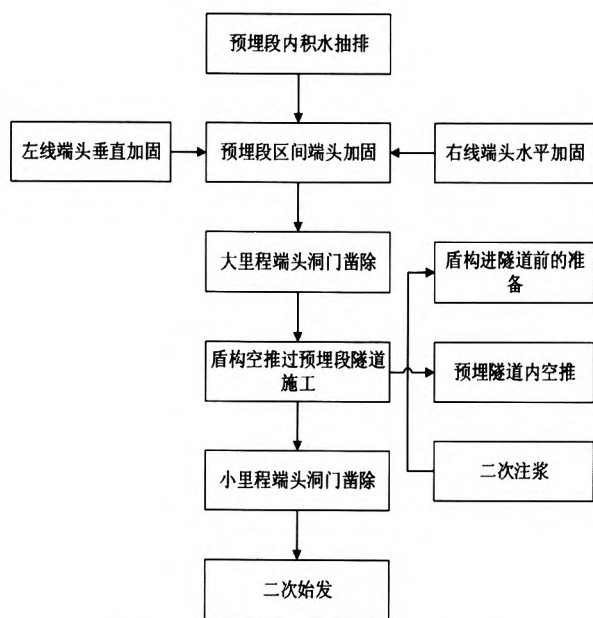 预埋段内积水抽排
左线端头垂直加固
预埋段区间端头加固
右线端头水平加固
大里程端头洞门凿除
盾构进隧道前的准
备
盾构空推过预埋段隧道
施工
预埋隧道内空推
小里程端头洞门凿除
二次注浆
二次始发